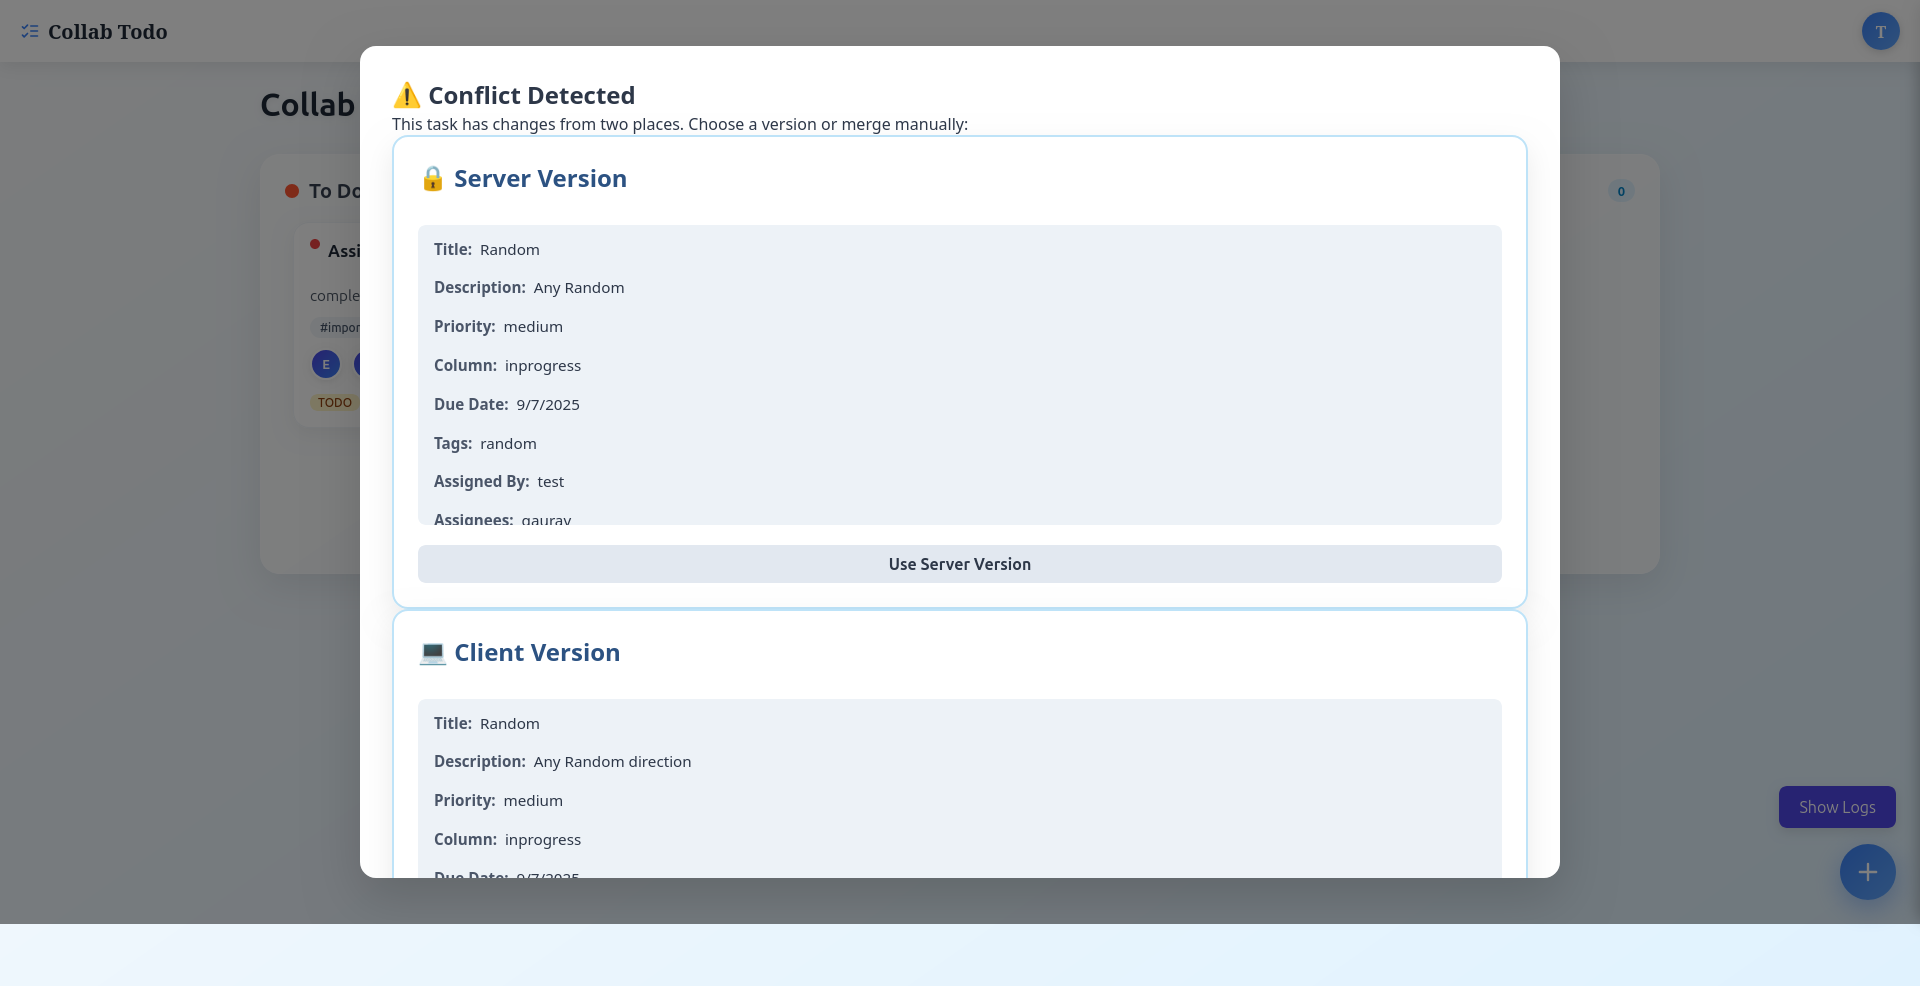 Collab Todo
T
Collab
⚠️ Conflict Detected
This task has changes from two places. Choose a version or merge manually:
🔒 Server Version
Title: Random
Description: Any Random
Priority: medium
Column: inprogress
Due Date: 9/7/2025
Tags: random
Assigned By: test
Assignees: gaurav
Use Server Version
💻 Client Version
Title: Random
Description: Any Random direction
Priority: medium
Column: inprogress
Due Date: 9/7/2025
To Do
Assi
comple
#impor
E
TODO
0
Show Logs
+